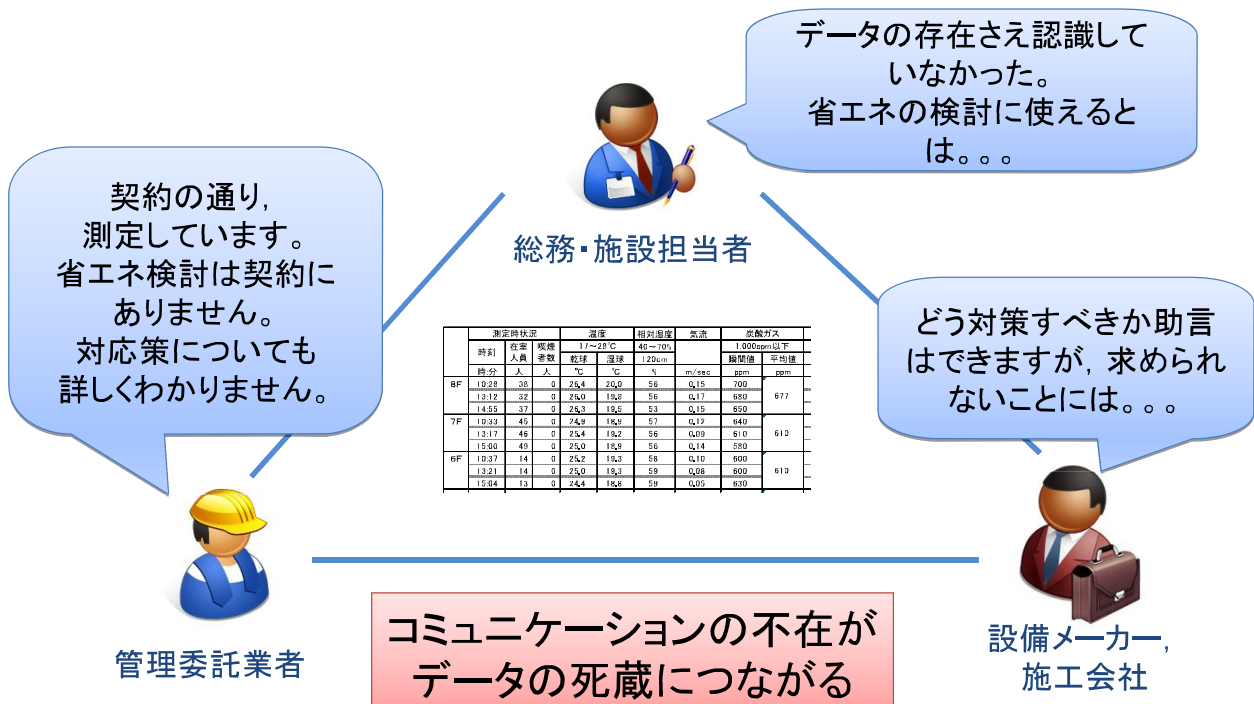 データの存在さえ認識して
いなかった。
省エネの検討に使えると
は。。。
総務・施設担当者
契約の通り，
測定しています。
省エネ検討は契約に
ありません。
対応策についても
詳しくわかりません。
どう対策すべきか助言
はできますが，求められ
ないことには。。。
測定時状況 温度 相対湿度 気流 炭酸ガス
時刻 在室人員 喫煙者数 17～28℃ 40～70% 1,000ppm以下
乾球 湿球 120cm 瞬間値 平均値
時:分 人 人 ℃ ℃ % m/sec ppm ppm
8F 10:28 38 0 26.4 20.0 56 0.15 700 677
13:12 32 0 26.0 19.8 56 0.17 680
14:55 37 0 26.3 19.5 53 0.15 650
7F 10:33 45 0 24.9 18.9 57 0.12 640 610
13:17 46 0 25.4 19.2 56 0.09 610
15:00 49 0 25.0 18.9 56 0.14 580
6F 10:37 14 0 25.2 19.3 58 0.10 600 610
13:21 14 0 25.0 19.3 59 0.08 600
15:04 13 0 24.4 18.8 59 0.05 630
管理委託業者
設備メーカー，
施工会社
コミュニケーションの不在が
データの死蔵につながる